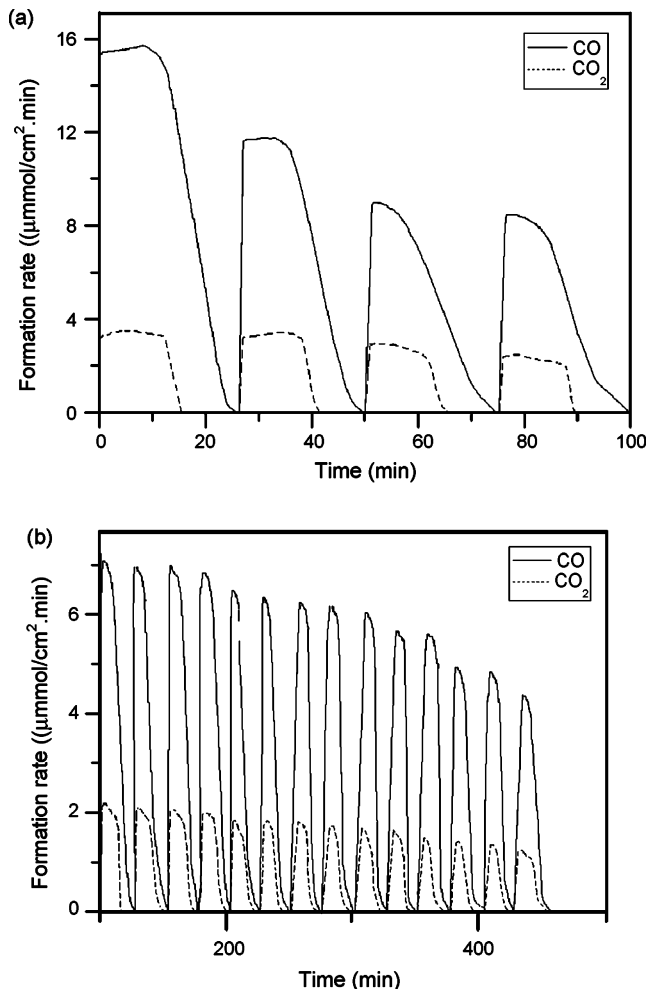 (a)
Formation rate ((μmmol/cm².min)
16
12
8
4
0
CO
CO₂
0 20 40 60 80 100
Time (min)
(b)
Formation rate ((μmmol/cm².min)
6
4
2
0
CO
CO₂
200 400
Time (min)